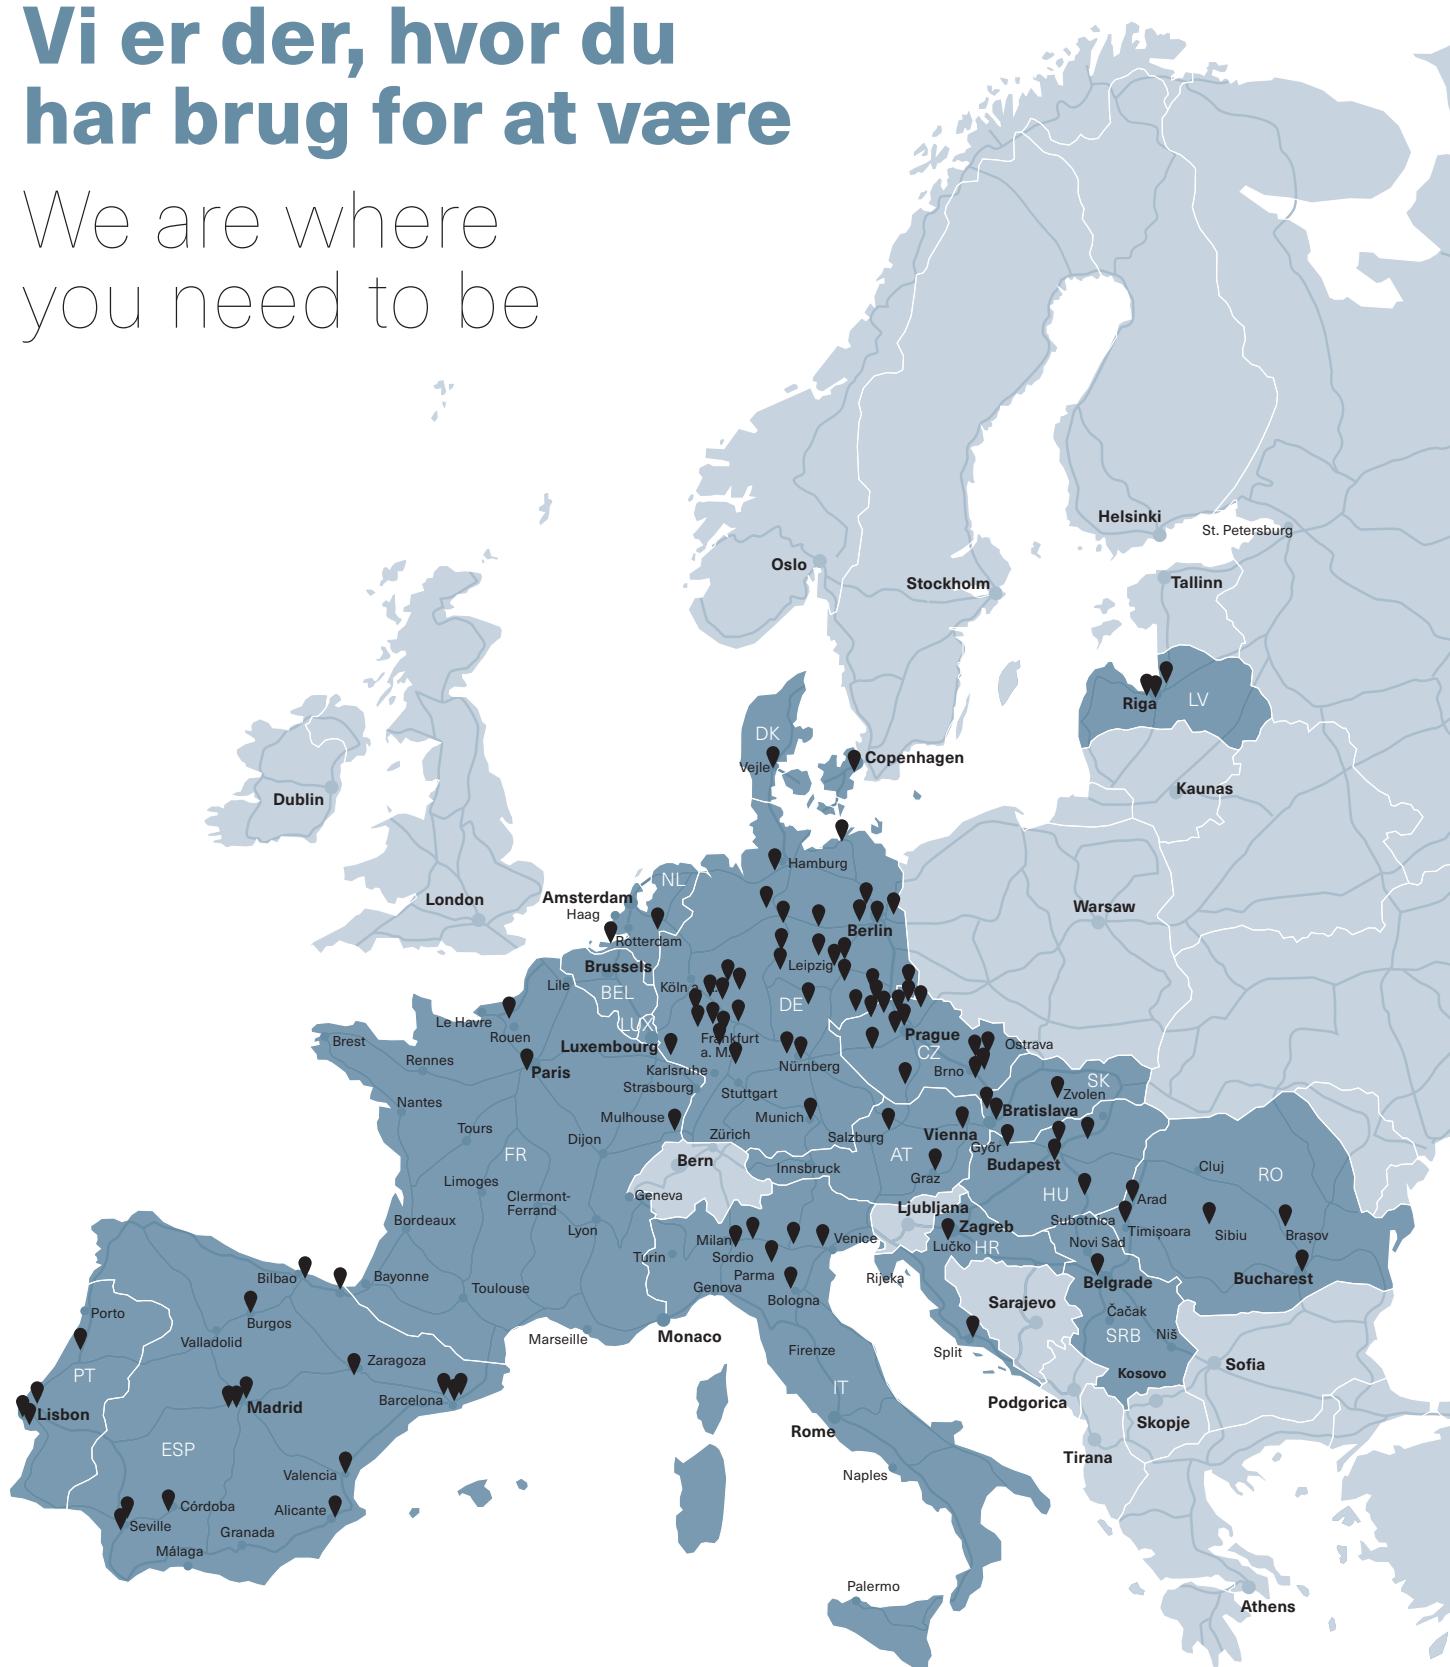 Vi er der, hvor du
har brug for at være
We are where
you need to be
Helsinki
St. Petersburg
Oslo
Stockholm
Tallinn
Riga
LV
DK
Vejle
Copenhagen
Kaunas
Dublin
Hamburg
London
Amsterdam
NL
Haag
Rotterdam
Berlin
Warsaw
Brussels
Leipzig
Lile
BEL
Köln a.
DE
Le Havre
LUX
Rouen
Brest
Luxembourg
Frankfurt
a. M.
Prague
Ostrava
CZ
Rennes
Paris
Karlsruhe
Nürnberg
Brno
SK
Strasbourg
Stuttgart
Zvolen
Nantes
Mulhouse
Munich
Bratislava
Tours
Dijon
Zürich
Salzburg
Vienna
Győr
FR
Bern
Innsbruck
AT
Budapest
Cluj
RO
Limoges
Clermont-
Ferrand
Geneva
Graz
HU
Arad
Bordeaux
Lyon
Ljubljana
Zagreb
Subotnica
Timișoara
Sibiu
Brașov
Milan
Venice
Lučko
HR
Novi Sad
Turin
Sordio
Bilbao
Bayonne
Parma
Rijeka
Belgrade
Bucharest
Toulouse
Genova
Bologna
Sarajevo
Porto
Burgos
Čačak
Valladolid
Marseille
Monaco
Firenze
Split
SRB
Niš
Zaragoza
Sofia
PT
Kosovo
IT
Barcelona
Podgorica
Lisbon
Madrid
Skopje
Rome
ESP
Tirana
Valencia
Naples
Córdoba
Alicante
Seville
Granada
Málaga
Palermo
Athens